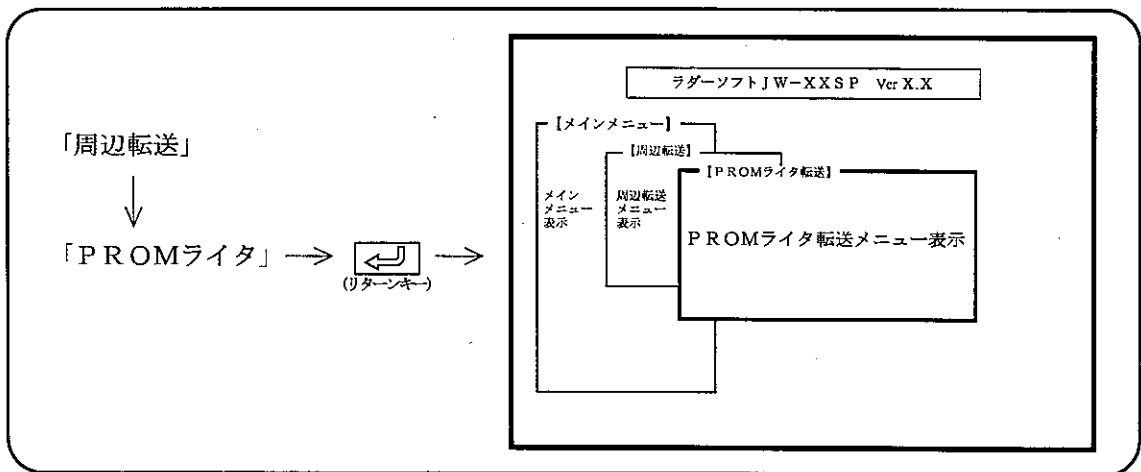 「周辺転送」
「PROMライタ」
(リターンキー)
ラダーソフトJW-XXSP Ver X.X
【メインメニュー】
【周辺転送】
【PROMライタ転送】
メイン
メニュー
表示
周辺転送
メニュー
表示
PROMライタ転送メニュー表示